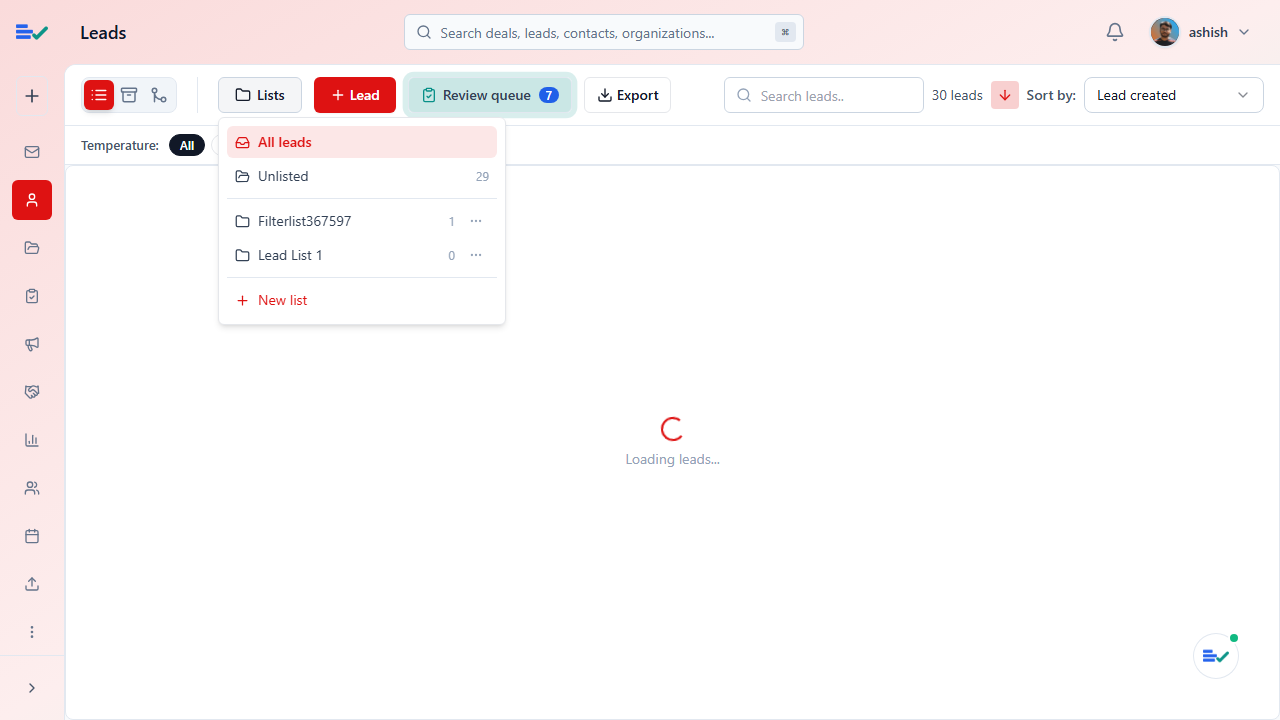 Leads
Search deals, leads, contacts, organizations...
⌘
ashish
Lists
Lead
Review queue 7
Export
Search leads..
30 leads
Sort by:
Lead created
Temperature:
All
All leads
Unlisted 29
Filterlist367597 1
Lead List 1 0
New list
Loading leads...